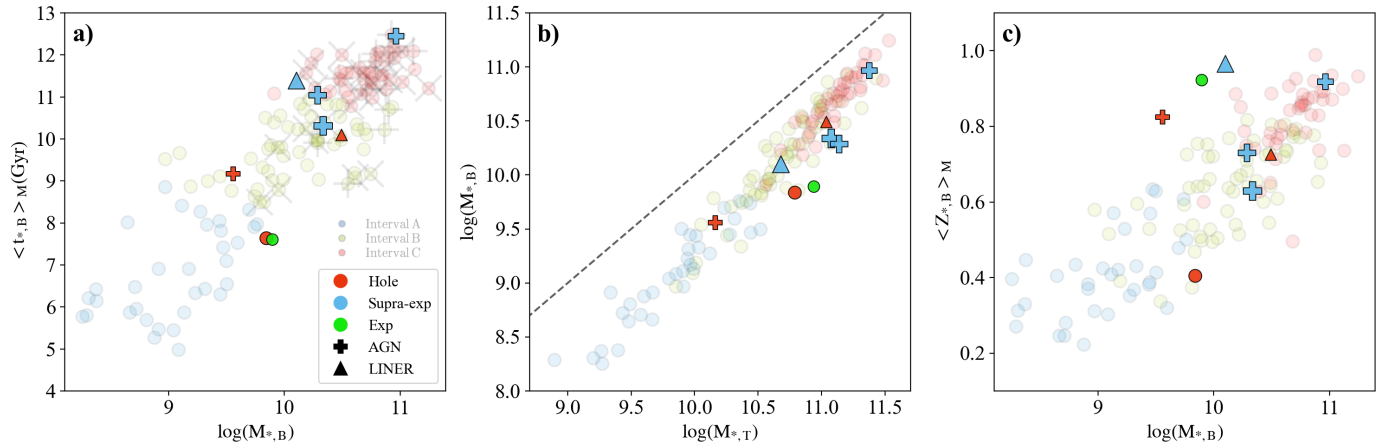 a)
13
12
11
10
9
8
7
6
5
4
<t*,B >M(Gyr)
Interval A
Interval B
Interval C
Hole
Supra-exp
Exp
AGN
LINER
9 10 11
log(M*,B)
b)
11.5
11.0
10.5
10.0
9.5
9.0
8.5
8.0
log(M*,B)
9.0 9.5 10.0 10.5 11.0 11.5
log(M*,T)
c)
1.0
0.8
0.6
0.4
0.2
<Z*,B >M
9 10 11
log(M*,B)